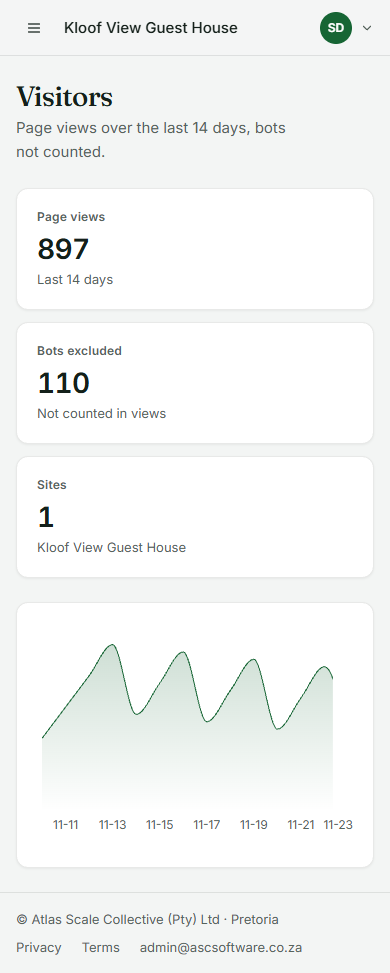 Kloof View Guest House
SD
Visitors
Page views over the last 14 days, bots
not counted.
Page views
897
Last 14 days
Bots excluded
110
Not counted in views
Sites
1
Kloof View Guest House
11-11 11-13 11-15 11-17 11-19 11-21 11-23
© Atlas Scale Collective (Pty) Ltd · Pretoria
Privacy Terms admin@ascsoftware.co.za